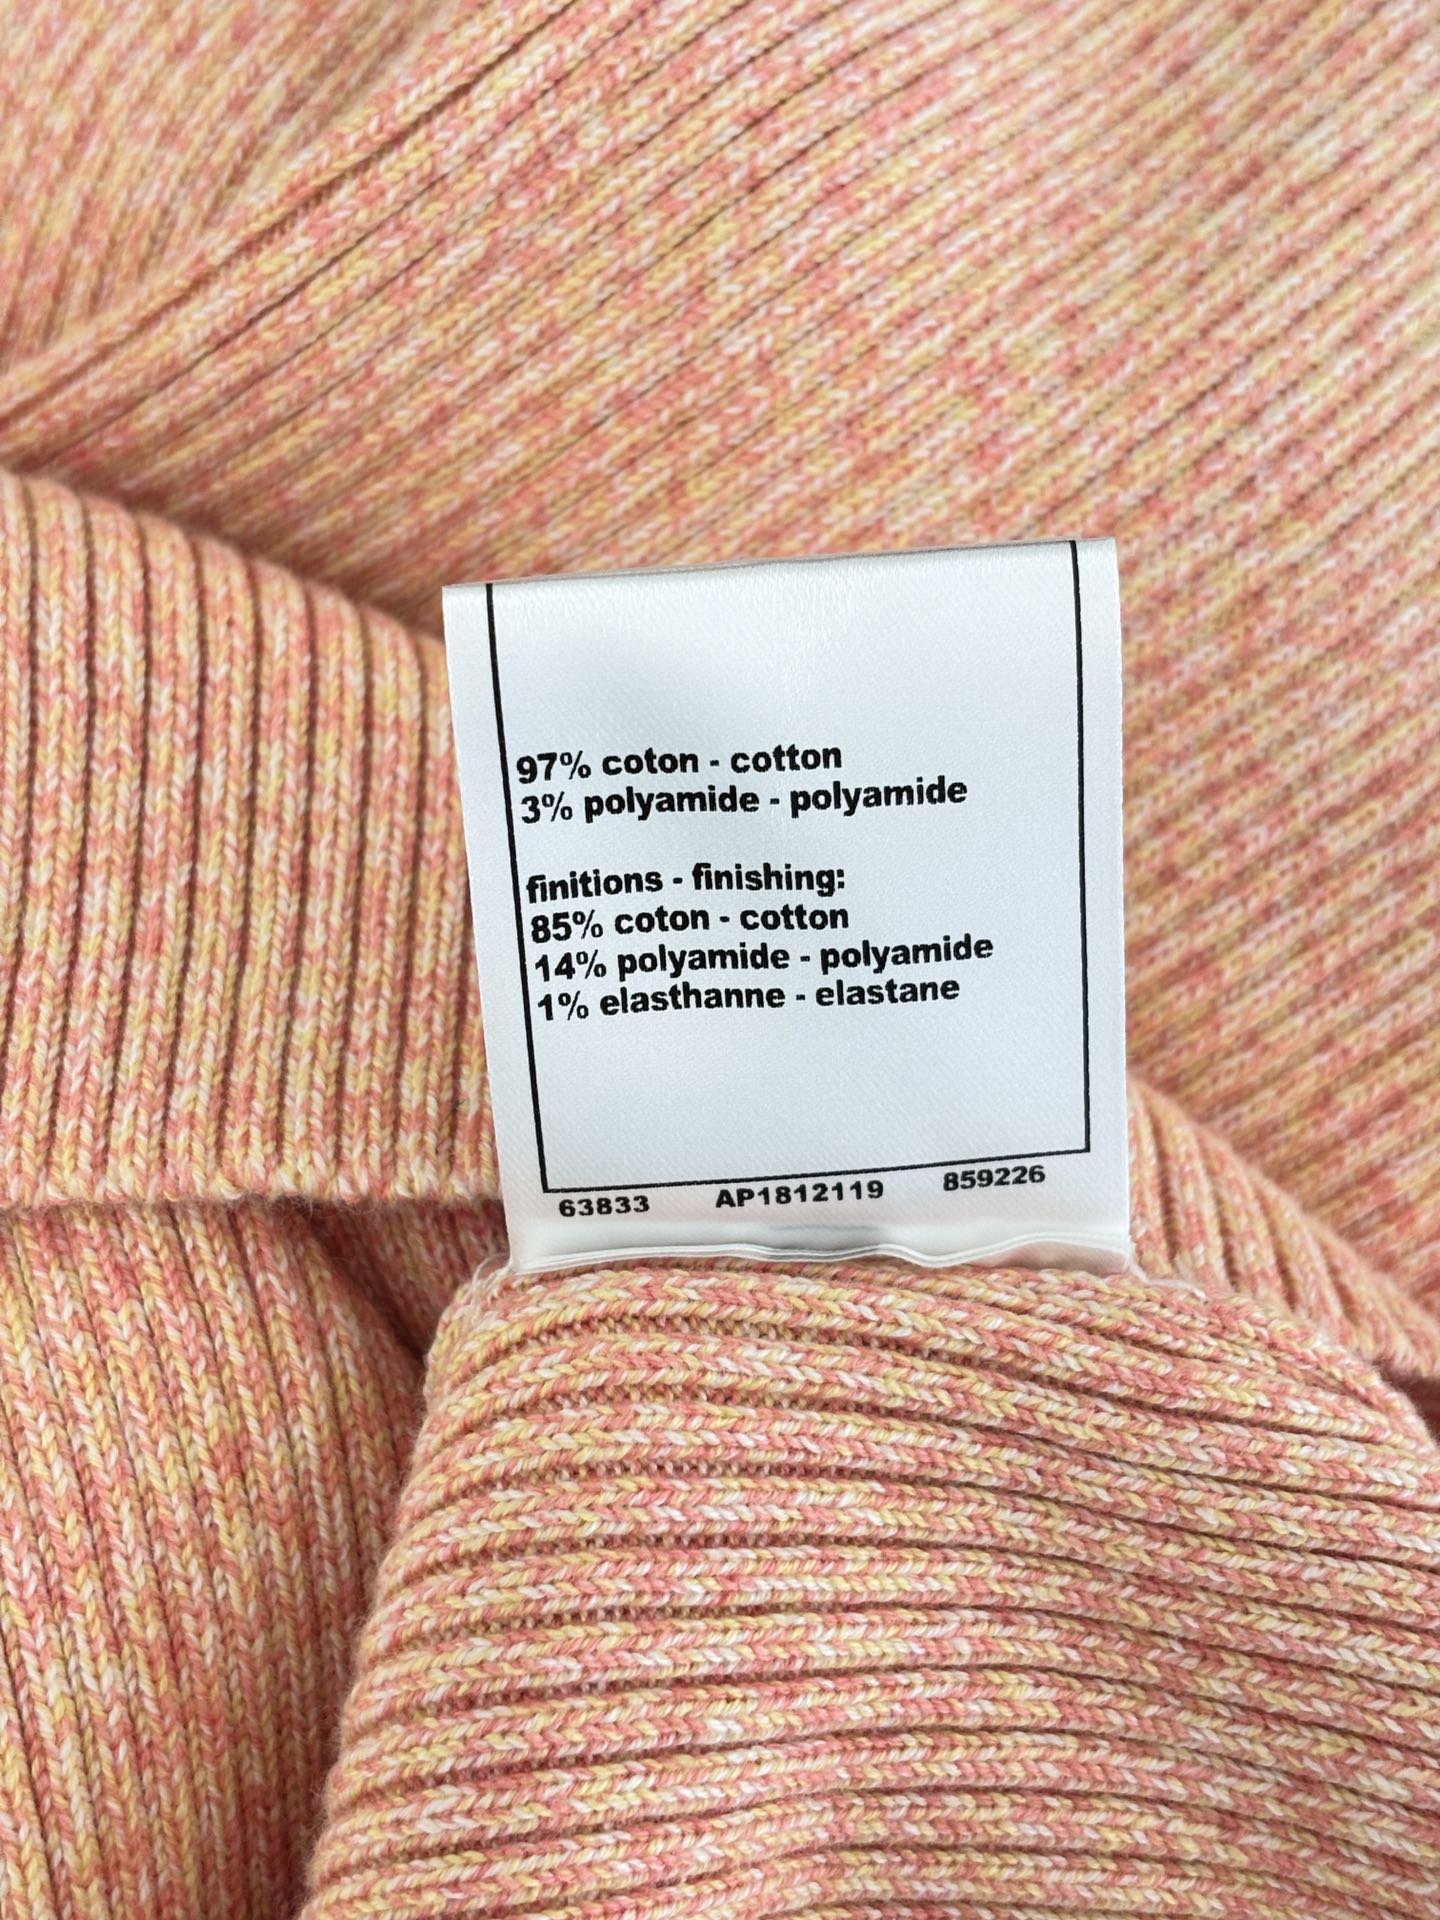 97% coton - cotton
3% polyamide - polyamide
finitions - finishing:
85% coton - cotton
14% polyamide - polyamide
1% elasthanne - elastane
63833 AP1812119 859226